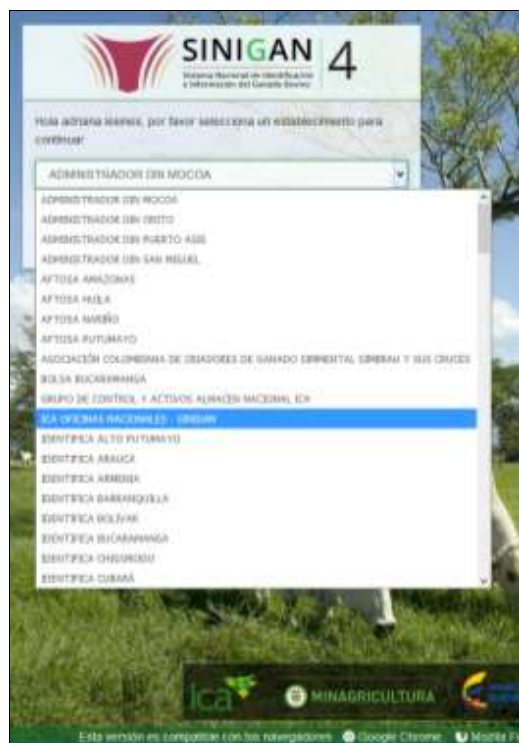 SINIGAN 4
Sistema Nacional de Identificación
e Información del Ganado Bovino
Hola adriana, por favor selecciona un establecimiento para
continuar:
ADMINISTRADOR DIN MOCOA
ADMINISTRADOR DIN MOCOA
ADMINISTRADOR DIN ORITO
ADMINISTRADOR DIN PUERTO ASIS
ADMINISTRADOR DIN SAN MIGUEL
AFTOSA AMAZONAS
AFTOSA HUILA
AFTOSA NARIÑO
AFTOSA PUTUMAYO
ASOCIACIÓN COLOMBIANA DE CRIADORES DE GANADO SIMMENTAL SIMBRAH Y SUS CRUCES
BOLSA BUCARAMANGA
GRUPO DE CONTROL Y ACTIVOS ALMACEN NACIONAL ICA
ICA OFICINAS NACIONALES - SINIGAN
IDENTIFICA ALTO PUTUMAYO
IDENTIFICA ARAUCA
IDENTIFICA ARMENIA
IDENTIFICA BARRANQUILLA
IDENTIFICA BOLÍVAR
IDENTIFICA BUCARAMANGA
IDENTIFICA CHIGORODO
IDENTIFICA CUBARÁ
ica MINAGRICULTURA
Esta versión es compatible con los navegadores Google Chrome Mozilla